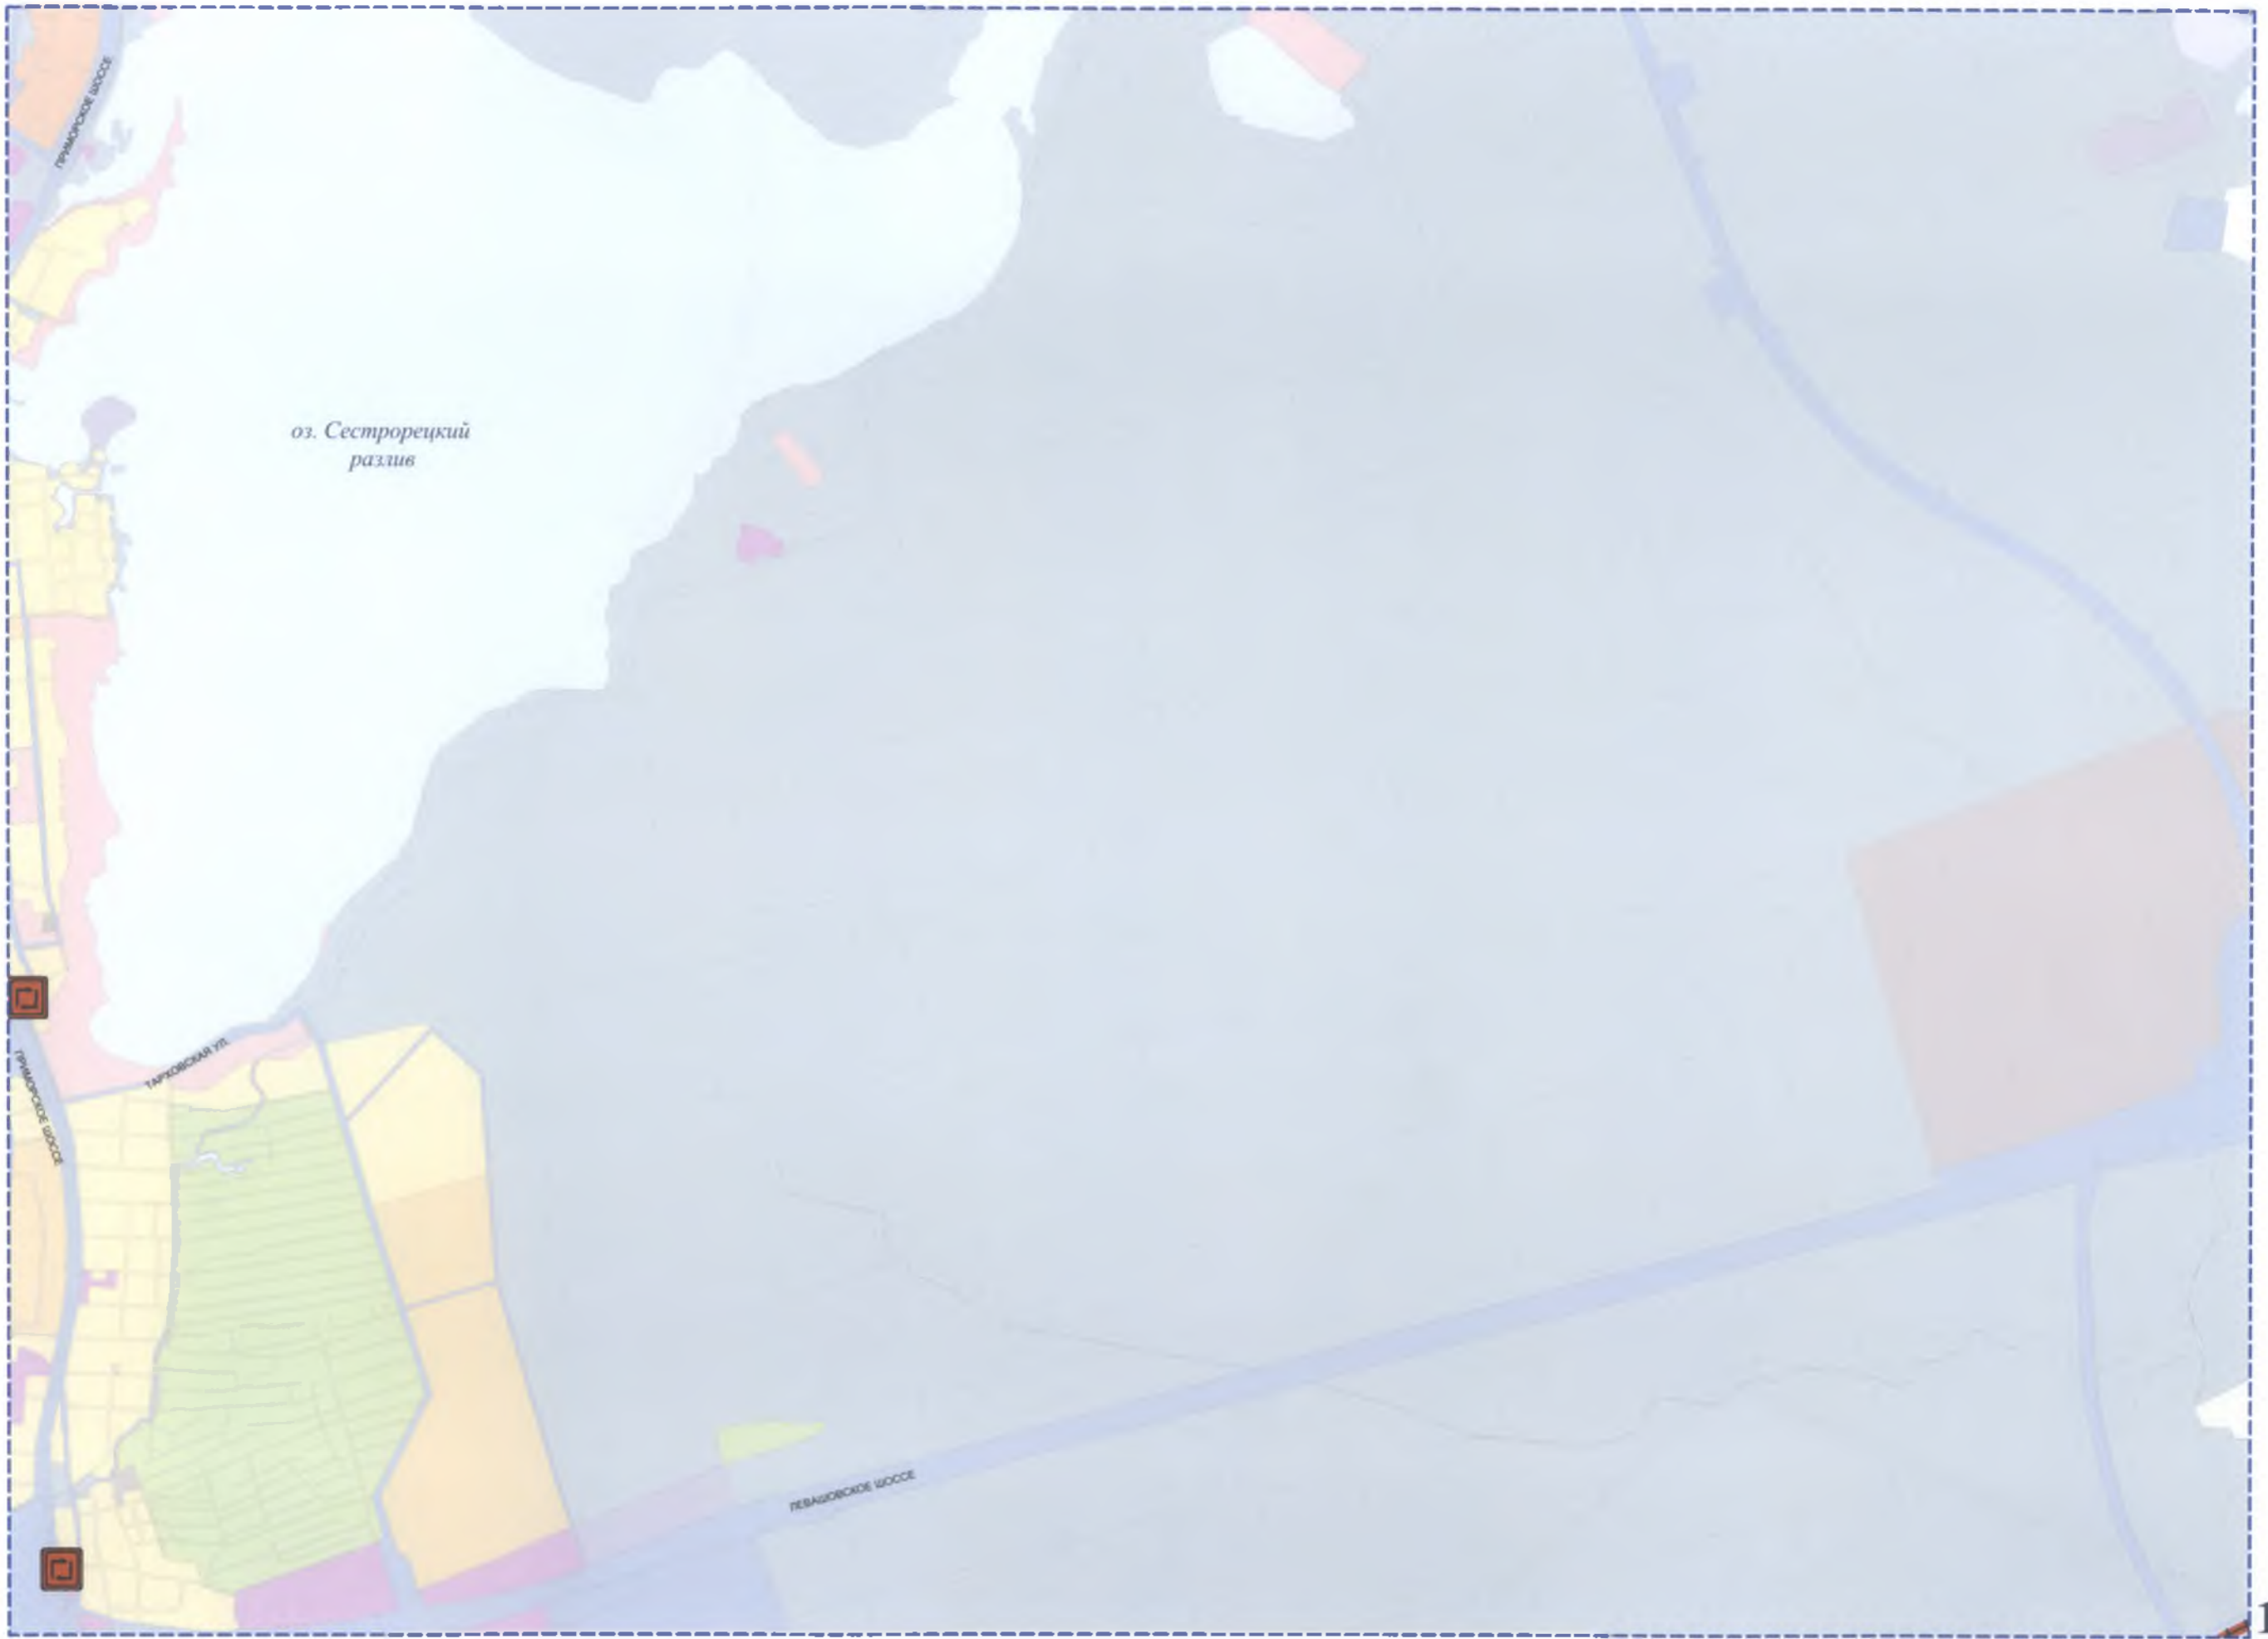 ПРИМОРСКОЕ ШОССЕ
оз. Сестрорецкий
разлив
ПРИМОРСКОЕ ШОССЕ
ТАРХОВСКАЯ УЛ.
ЛЕВАШОВСКОЕ ШОССЕ